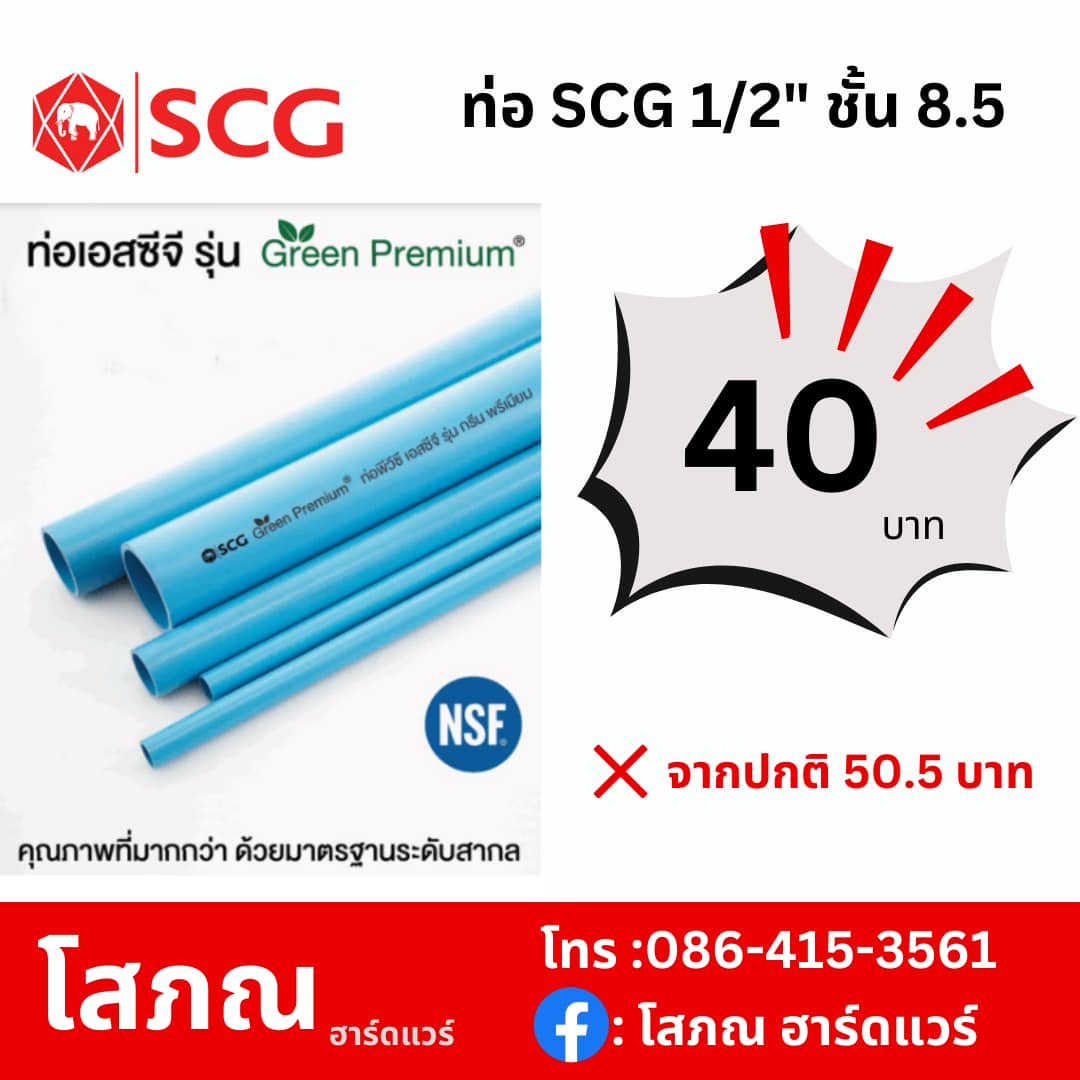 SCG
ท่อ SCG 1/2" ชั้น 8.5
ท่อเอสซีจี รุ่น Green Premium®
40
บาท
SCG Green Premium® ท่อพีวีซี เอสซีจี รุ่น กรีน พรีเมียม
NSF®
จากปกติ 50.5 บาท
คุณภาพที่มากกว่า ด้วยมาตรฐานระดับสากล
โสภณ
ฮาร์ดแวร์
โทร :086-415-3561
f : โสภณ ฮาร์ดแวร์